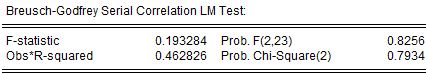 Breusch-Godfrey Serial Correlation LM Test:
F-statistic 0.193284 Prob. F(2,23) 0.8256
Obs*R-squared 0.462826 Prob. Chi-Square(2) 0.7934